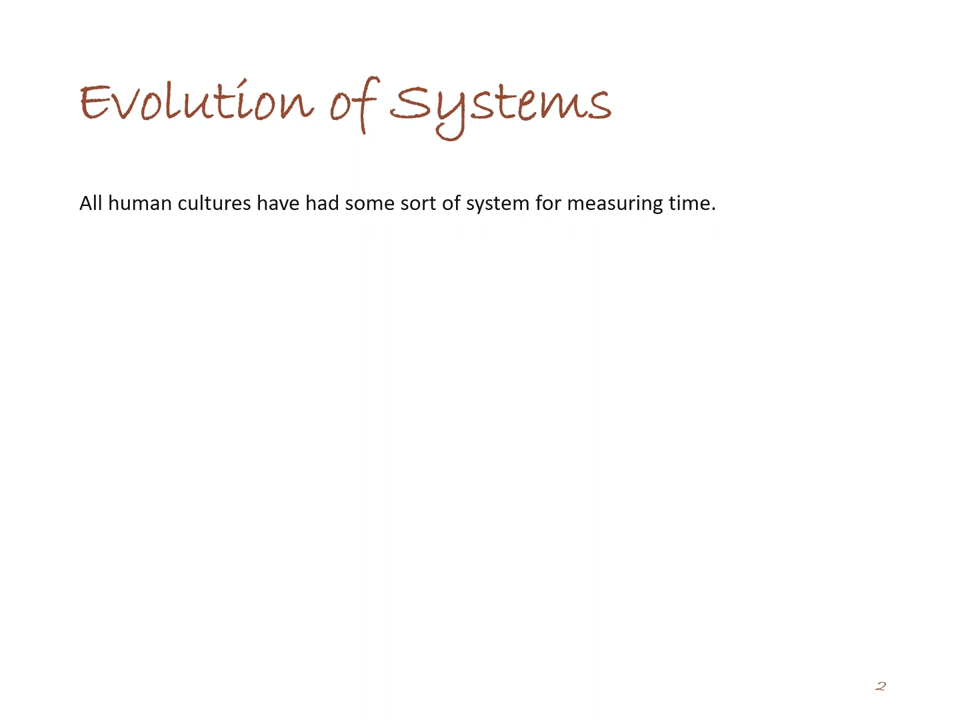 Evolution of Systems
All human cultures have had some sort of system for measuring time.
2